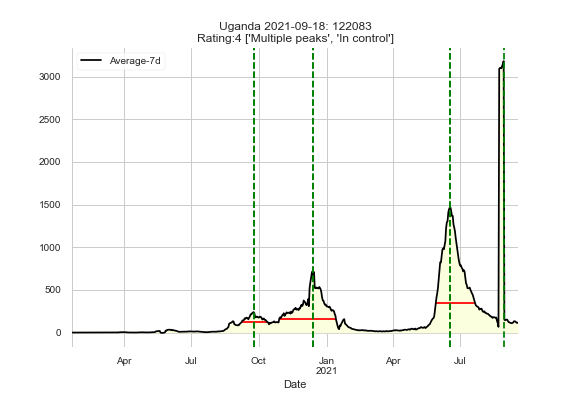 Uganda 2021-09-18: 122083
Rating:4 ['Multiple peaks', 'In control']
Average-7d
3000
2500
2000
1500
1000
500
0
Apr
Jul
Oct
Jan
2021
Apr
Jul
Date